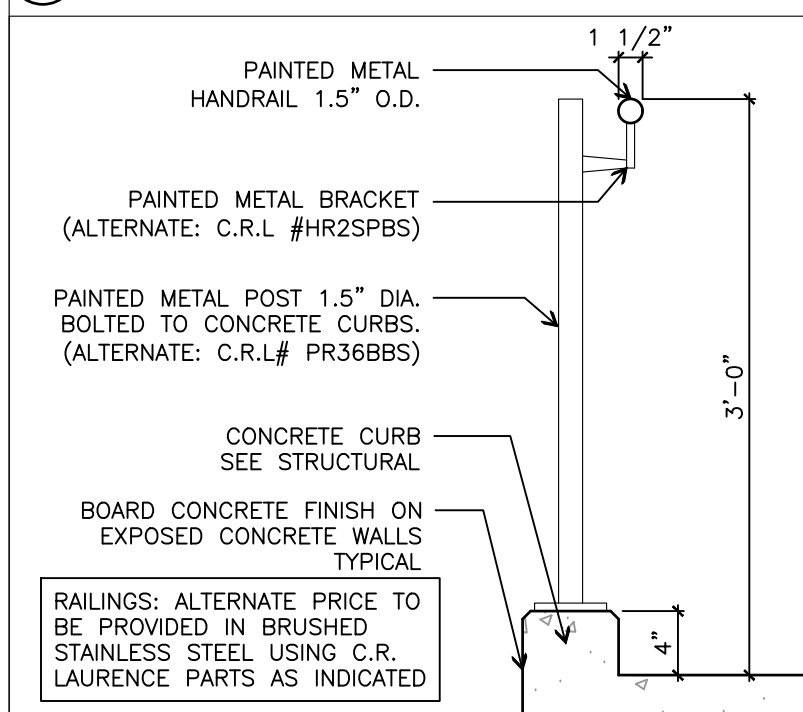 1 1/2"
PAINTED METAL
HANDRAIL 1.5" O.D.
PAINTED METAL BRACKET
(ALTERNATE: C.R.L #HR2SPBS)
PAINTED METAL POST 1.5" DIA.
BOLTED TO CONCRETE CURBS.
(ALTERNATE: C.R.L# PR36BBS)
3'-0"
CONCRETE CURB
SEE STRUCTURAL
BOARD CONCRETE FINISH ON
EXPOSED CONCRETE WALLS
TYPICAL
RAILINGS: ALTERNATE PRICE TO
BE PROVIDED IN BRUSHED
STAINLESS STEEL USING C.R.
LAURENCE PARTS AS INDICATED
4"